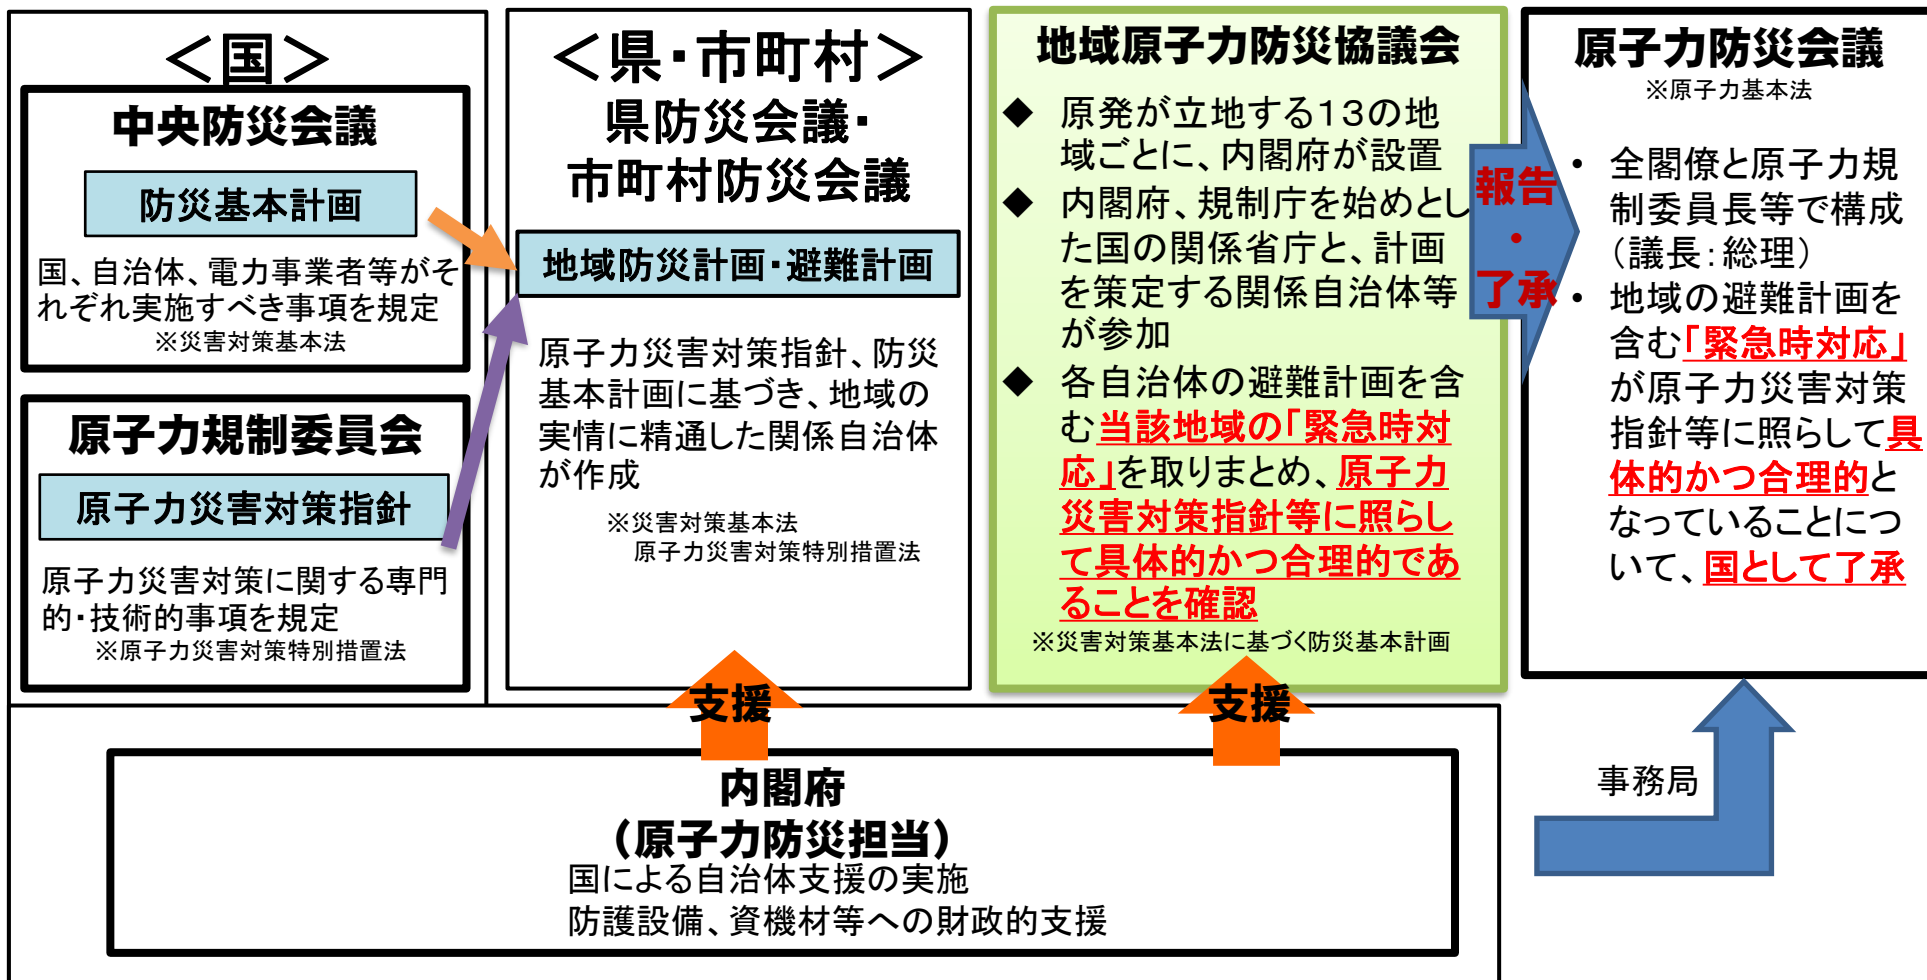 ＜国＞
中央防災会議
防災基本計画
国、自治体、電力事業者等がそ
れぞれ実施すべき事項を規定
※災害対策基本法
原子力規制委員会
原子力災害対策指針
原子力災害対策に関する専門
的・技術的事項を規定
※原子力災害対策特別措置法
＜県・市町村＞
県防災会議・
市町村防災会議
地域防災計画・避難計画
原子力災害対策指針、防災
基本計画に基づき、地域の
実情に精通した関係自治体
が作成
※災害対策基本法
原子力災害対策特別措置法
地域原子力防災協議会
◆ 原発が立地する１３の地
域ごとに、内閣府が設置
◆ 内閣府、規制庁を始めとし
た国の関係省庁と、計画
を策定する関係自治体等
が参加
◆ 各自治体の避難計画を含
む当該地域の「緊急時対
応」を取りまとめ、原子力
災害対策指針等に照らし
て具体的かつ合理的であ
ることを確認
※災害対策基本法に基づく防災基本計画
報告
・
了承
原子力防災会議
※原子力基本法
• 全閣僚と原子力規
制委員長等で構成
（議長：総理）
• 地域の避難計画を
含む「緊急時対応」
が原子力災害対策
指針等に照らして具
体的かつ合理的と
なっていることにつ
いて、国として了承
支援
支援
内閣府
（原子力防災担当）
国による自治体支援の実施
防護設備、資機材等への財政的支援
事務局